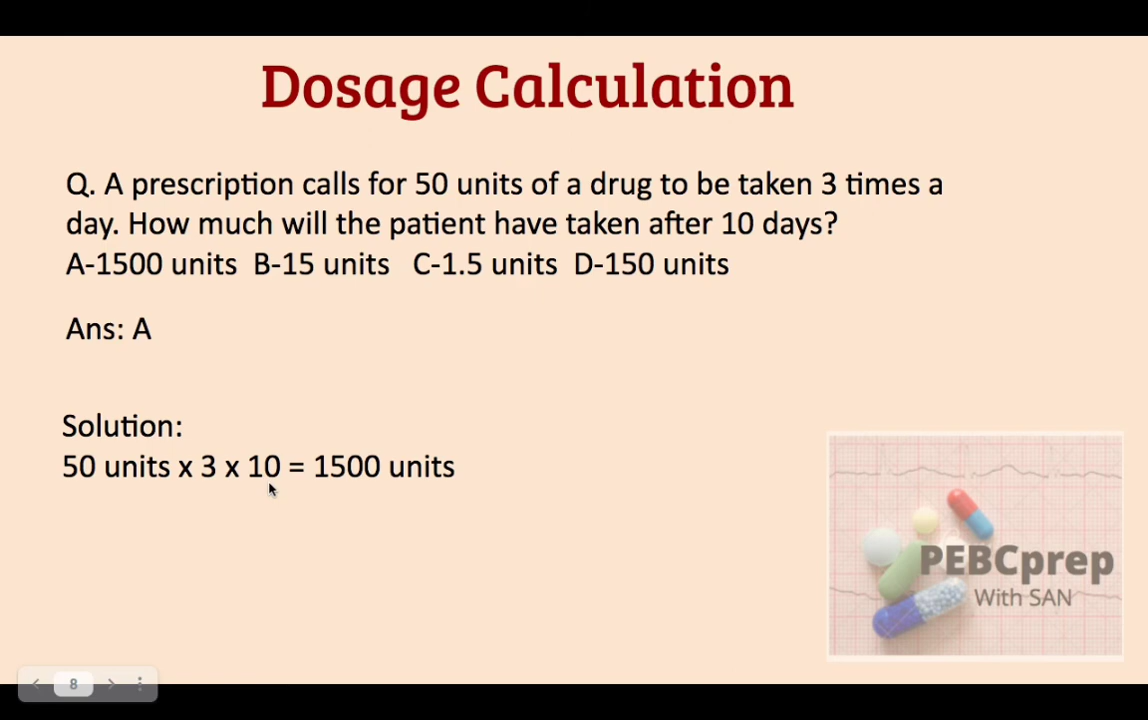 Dosage Calculation
Q. A prescription calls for 50 units of a drug to be taken 3 times a
day. How much will the patient have taken after 10 days?
A-1500 units B-15 units C-1.5 units D-150 units
Ans: A
Solution:
50 units x 3 x 10 = 1500 units
PEBCprep
With SAN
8